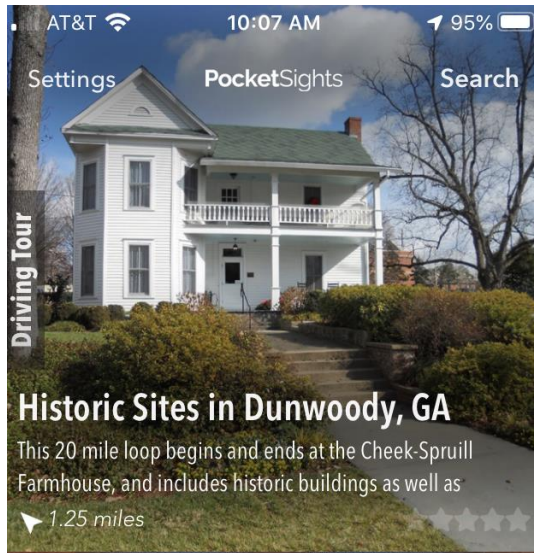 AT&T 10:07 AM 95%
Settings PocketSights Search
Driving Tour
Historic Sites in Dunwoody, GA
This 20 mile loop begins and ends at the Cheek-Spruill
Farmhouse, and includes historic buildings as well as
1.25 miles